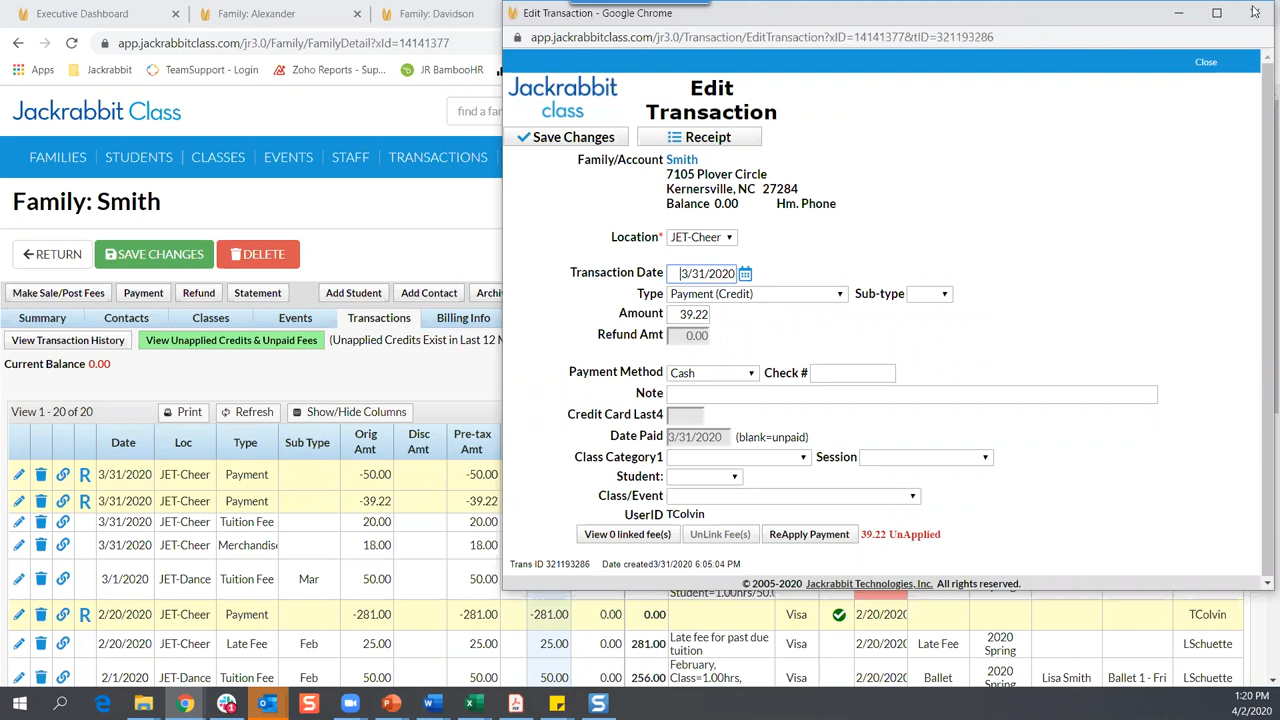 Executive Dashboard × Family: Alexander × Family: Davidson
app.jackrabbitclass.com/jr3.0/Family/FamilyDetail?xId=14141377
Apps Jackrabbit TeamSupport - Login Zoho Reports - Sup... JR BambooHR
Jackrabbit Class
find a fa
FAMILIES STUDENTS CLASSES EVENTS STAFF TRANSACTIONS
Family: Smith
RETURN SAVE CHANGES DELETE
Make Sale/Post Fees Payment Refund Statement Add Student Add Contact Archi
Summary Contacts Classes Events Transactions Billing Info
View Transaction History View Unapplied Credits & Unpaid Fees (Unapplied Credits Exist in Last 12 M
Current Balance 0.00
View 1 - 20 of 20 Print Refresh Show/Hide Columns
Date Loc Type Sub Type Orig Amt Disc Amt Pre-tax Amt
R 3/31/2020 JET-Cheer Payment -50.00 -50.00
R 3/31/2020 JET-Cheer Payment -39.22 -39.22
3/31/2020 JET-Cheer Tuition Fee 20.00 20.00
3/31/2020 JET-Cheer Merchandis 18.00 18.00
3/1/2020 JET-Dance Tuition Fee Mar 50.00 50.00
Student=1.00hrs/50.
R 2/20/2020 JET-Cheer Payment -281.00 -281.00 -281.00 0.00 0.00 Visa 2/20/2020 TColvin
2/20/2020 JET-Cheer Late Fee Feb 25.00 25.00 25.00 0.00 281.00 Late fee for past due tuition Visa 2/20/2020 Late Fee 2020 Spring LSchuette
2/1/2020 JET-Dance Tuition Fee Feb 50.00 50.00 50.00 0.00 256.00 February, Class=1.00hrs, Visa 2/20/2020 Ballet 2020 Spring Lisa Smith Ballet 1 - Fri LSchuette
Edit Transaction - Google Chrome
app.jackrabbitclass.com/jr3.0/Transaction/EditTransaction?xID=14141377&tID=321193286
Close
Jackrabbit class
Edit Transaction
Save Changes Receipt
Family/Account Smith
7105 Plover Circle
Kernersville, NC 27284
Balance 0.00 Hm. Phone
Location* JET-Cheer
Transaction Date 3/31/2020
Type Payment (Credit) Sub-type
Amount 39.22
Refund Amt 0.00
Payment Method Cash Check #
Note
Credit Card Last4
Date Paid 3/31/2020 (blank=unpaid)
Class Category1 Session
Student:
Class/Event
UserID TColvin
View 0 linked fee(s) UnLink Fee(s) ReApply Payment 39.22 UnApplied
Trans ID 321193286 Date created3/31/2020 6:05:04 PM
© 2005-2020 Jackrabbit Technologies, Inc. All rights reserved.
1:20 PM
4/2/2020